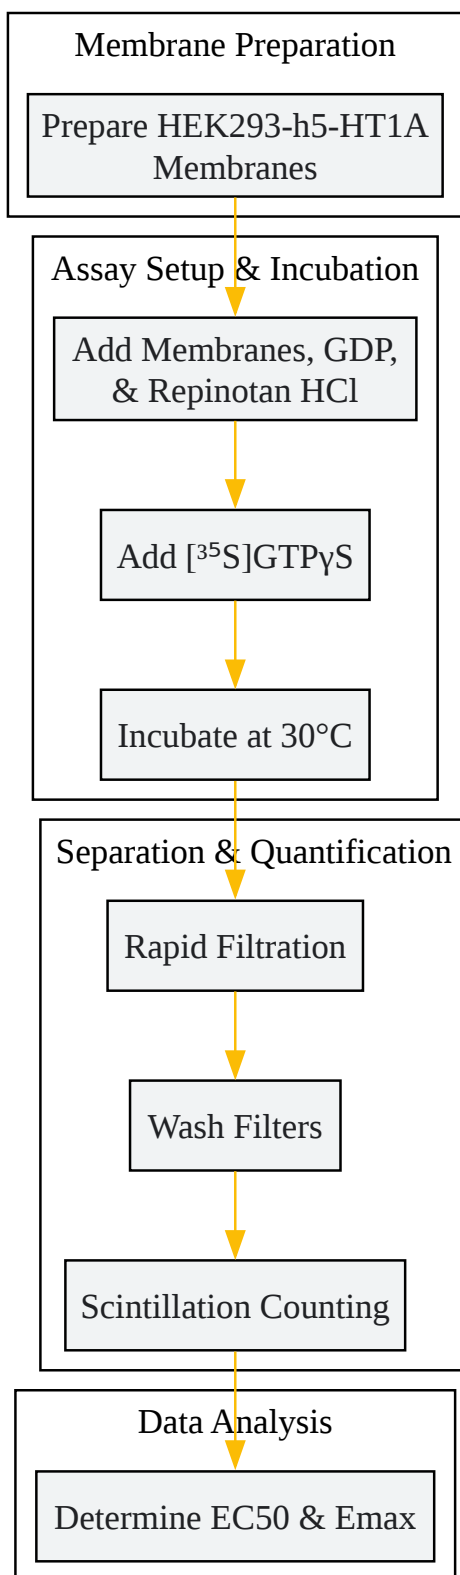 Membrane Preparation
Prepare HEK293-h5-HT1A
Membranes
Assay Setup & Incubation
Add Membranes, GDP,
& Repinotan HCl
Add [³⁵S]GTPγS
Incubate at 30°C
Separation & Quantification
Rapid Filtration
Wash Filters
Scintillation Counting
Data Analysis
Determine EC50 & Emax